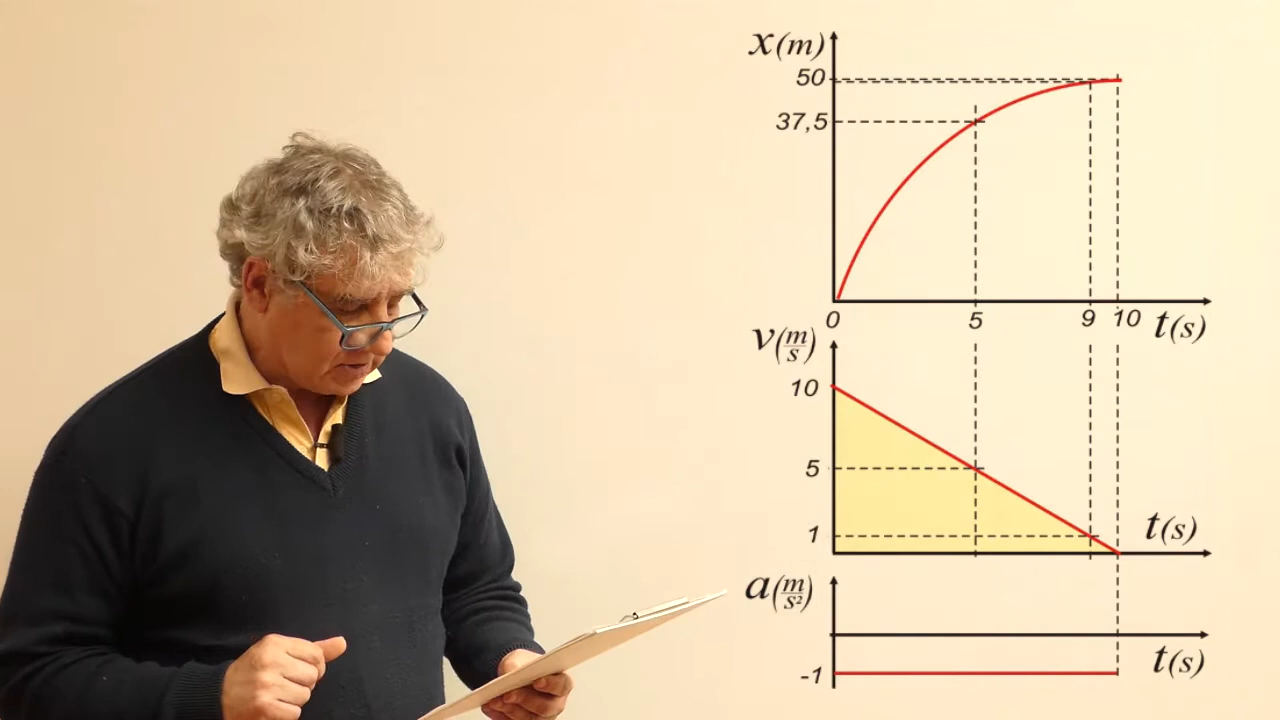 x(m)
50
37,5
0 5 9 10 t(s)
v(m/s)
10
5
1
t(s)
a(m/s²)
t(s)
-1